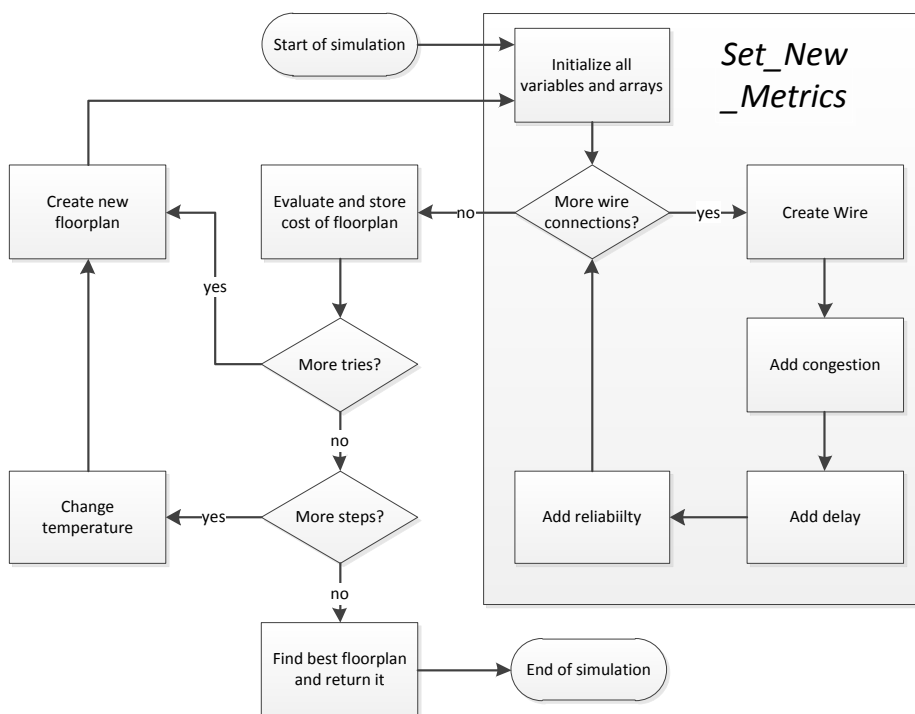 Start of simulation
Initialize all
variables and arrays
Set_New
_Metrics
Create new
floorplan
Evaluate and store
cost of floorplan
no
More wire
connections?
yes
Create Wire
yes
More tries?
Add congestion
no
Change
temperature
yes
More steps?
Add reliabiilty
Add delay
no
Find best floorplan
and return it
End of simulation